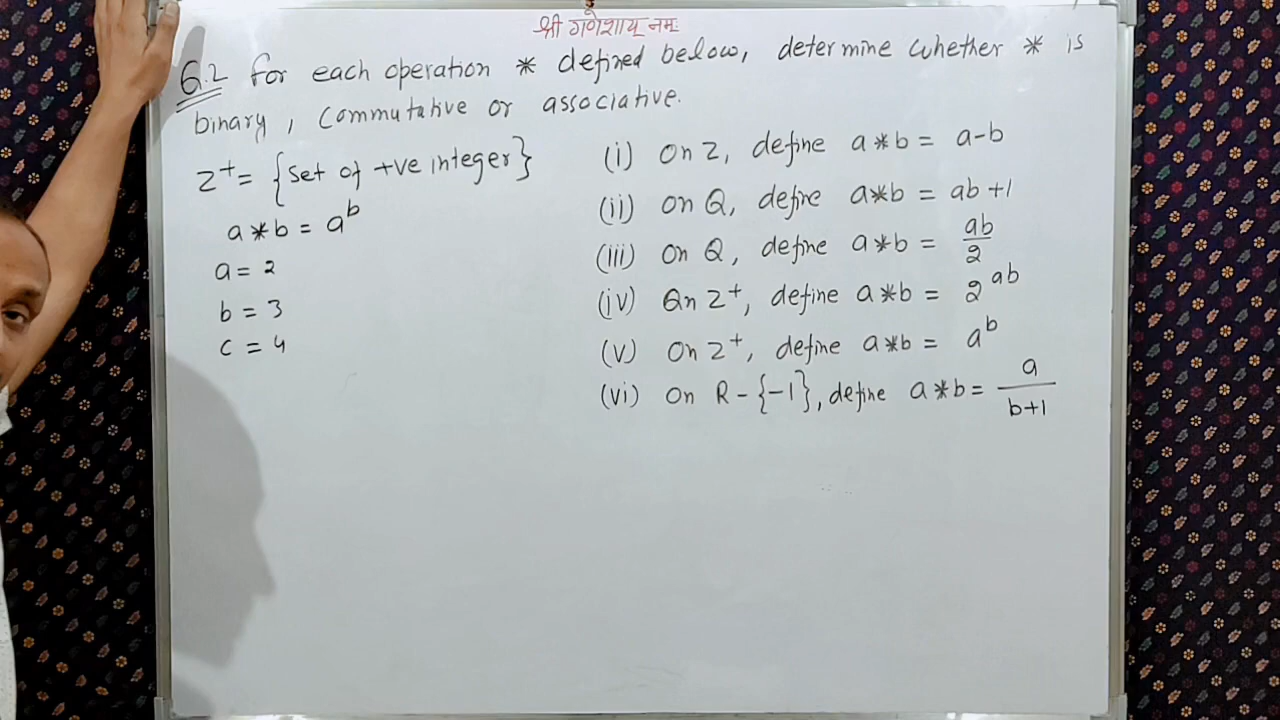 श्री गणेशाय नमः
Q.2 for each operation * defined below, determine whether * is
binary, commutative or associative.
Z⁺ = {set of +ve integer}
a * b = aᵇ
a = 2
b = 3
c = 4
(i) on Z, define a * b = a-b
(ii) on Q, define a*b = ab +1
(iii) on Q, define a*b = ab/2
(iv) on Z⁺, define a*b = 2ᵃᵇ
(v) on Z⁺, define a*b = aᵇ
(vi) on R - {-1}, define a*b = a/(b+1)